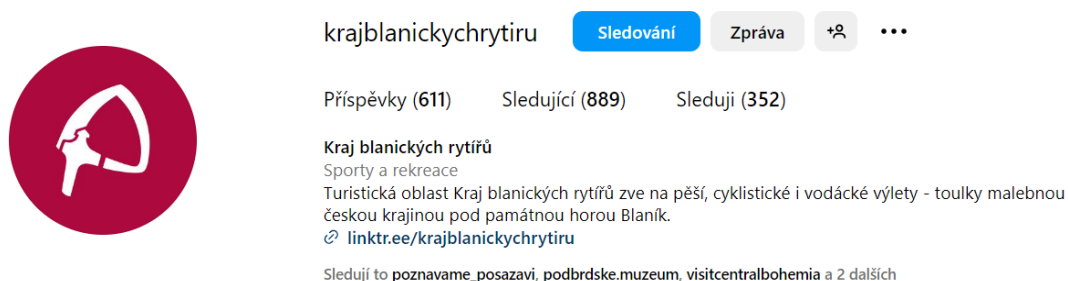 krajblanickychrytiru Sledování Zpráva
Příspěvky (611) Sledující (889) Sleduji (352)
Kraj blanických rytířů
Sporty a rekreace
Turistická oblast Kraj blanických rytířů zve na pěší, cyklistické i vodácké výlety - toulky malebnou
českou krajinou pod památnou horou Blaník.
linktr.ee/krajblanickychrytiru
Sledují to poznavame_posazavi, podbrdske.muzeum, visitcentralbohemia a 2 dalších